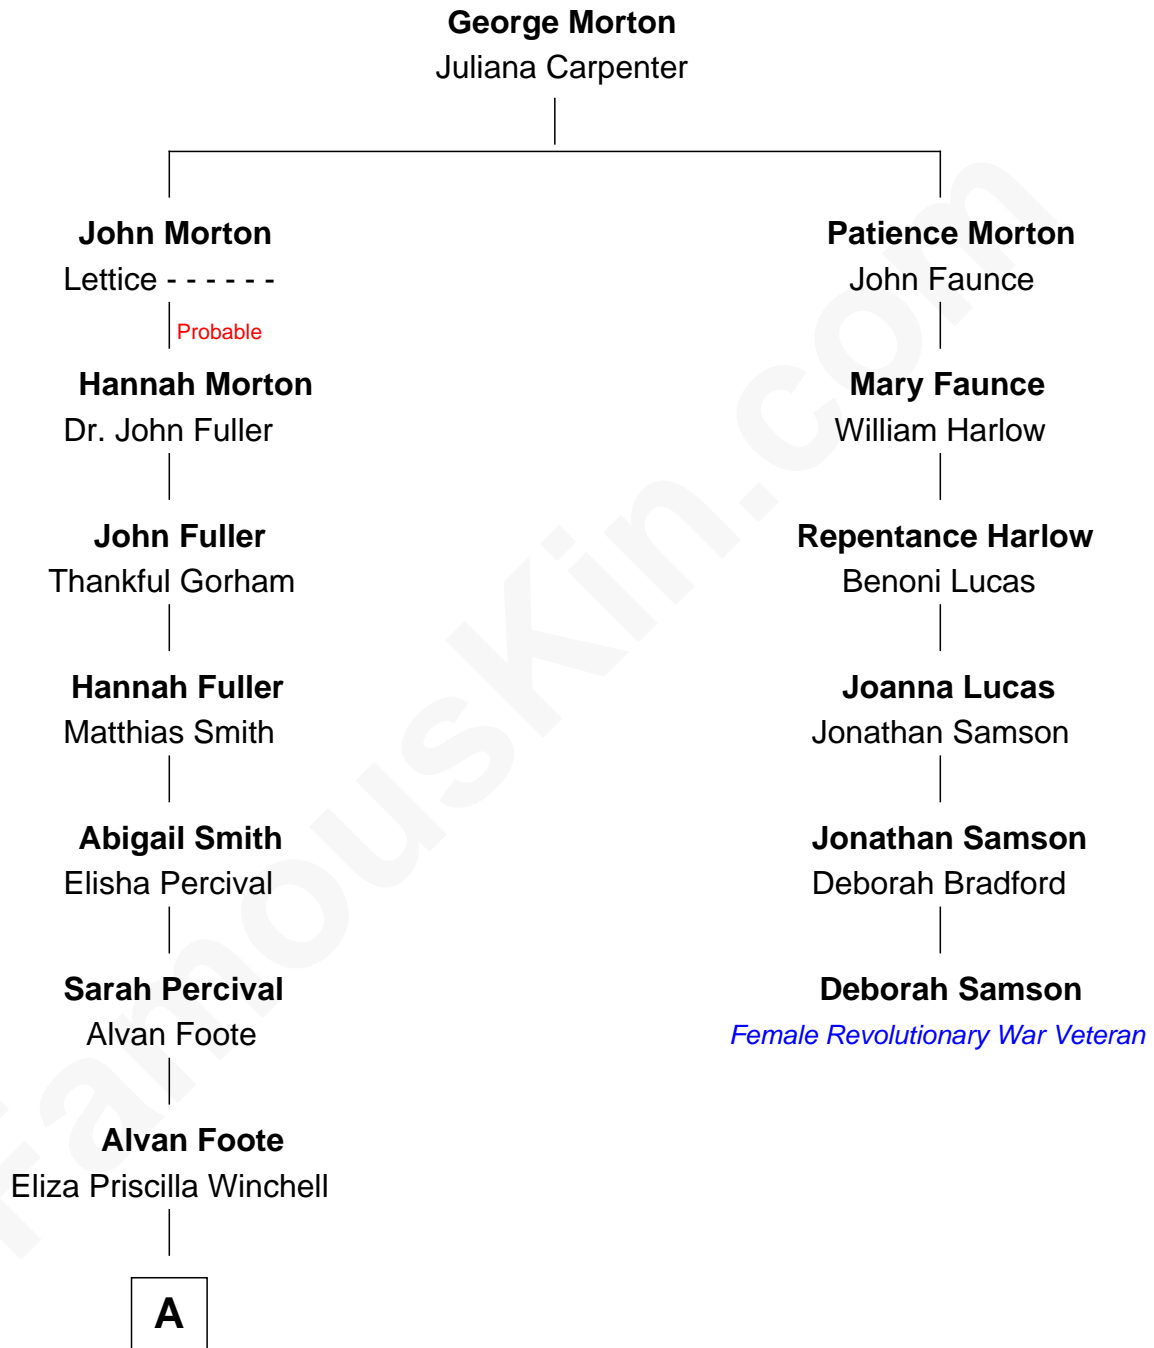 George Morton
Juliana Carpenter
John Morton
Lettice - - - - - -
Probable
Hannah Morton
Dr. John Fuller
John Fuller
Thankful Gorham
Hannah Fuller
Matthias Smith
Abigail Smith
Elisha Percival
Sarah Percival
Alvan Foote
Alvan Foote
Eliza Priscilla Winchell
A
Patience Morton
John Faunce
Mary Faunce
William Harlow
Repentance Harlow
Benoni Lucas
Joanna Lucas
Jonathan Samson
Jonathan Samson
Deborah Bradford
Deborah Samson
Female Revolutionary War Veteran
FamousKin.com